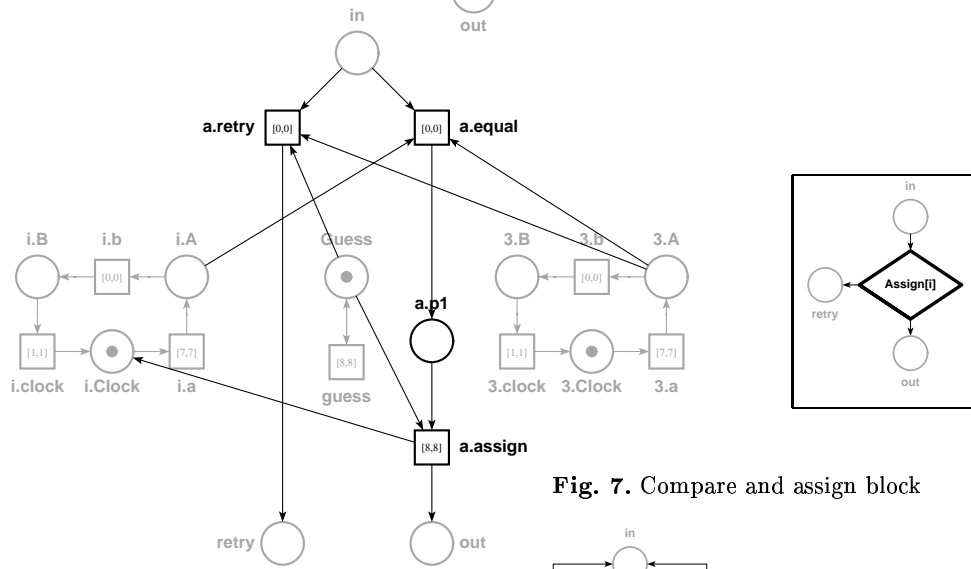 out
in
a.retry
[0,0]
[0,0]
a.equal
i.B
i.b
i.A
Guess
3.B
3.b
3.A
[0,0]
[0,0]
a.p1
[1,1]
[7,7]
[8,8]
[1,1]
[7,7]
i.clock
i.Clock
i.a
guess
3.clock
3.Clock
3.a
[8,8]
a.assign
retry
out
in
Assign[i]
retry
out
Fig. 7. Compare and assign block
in